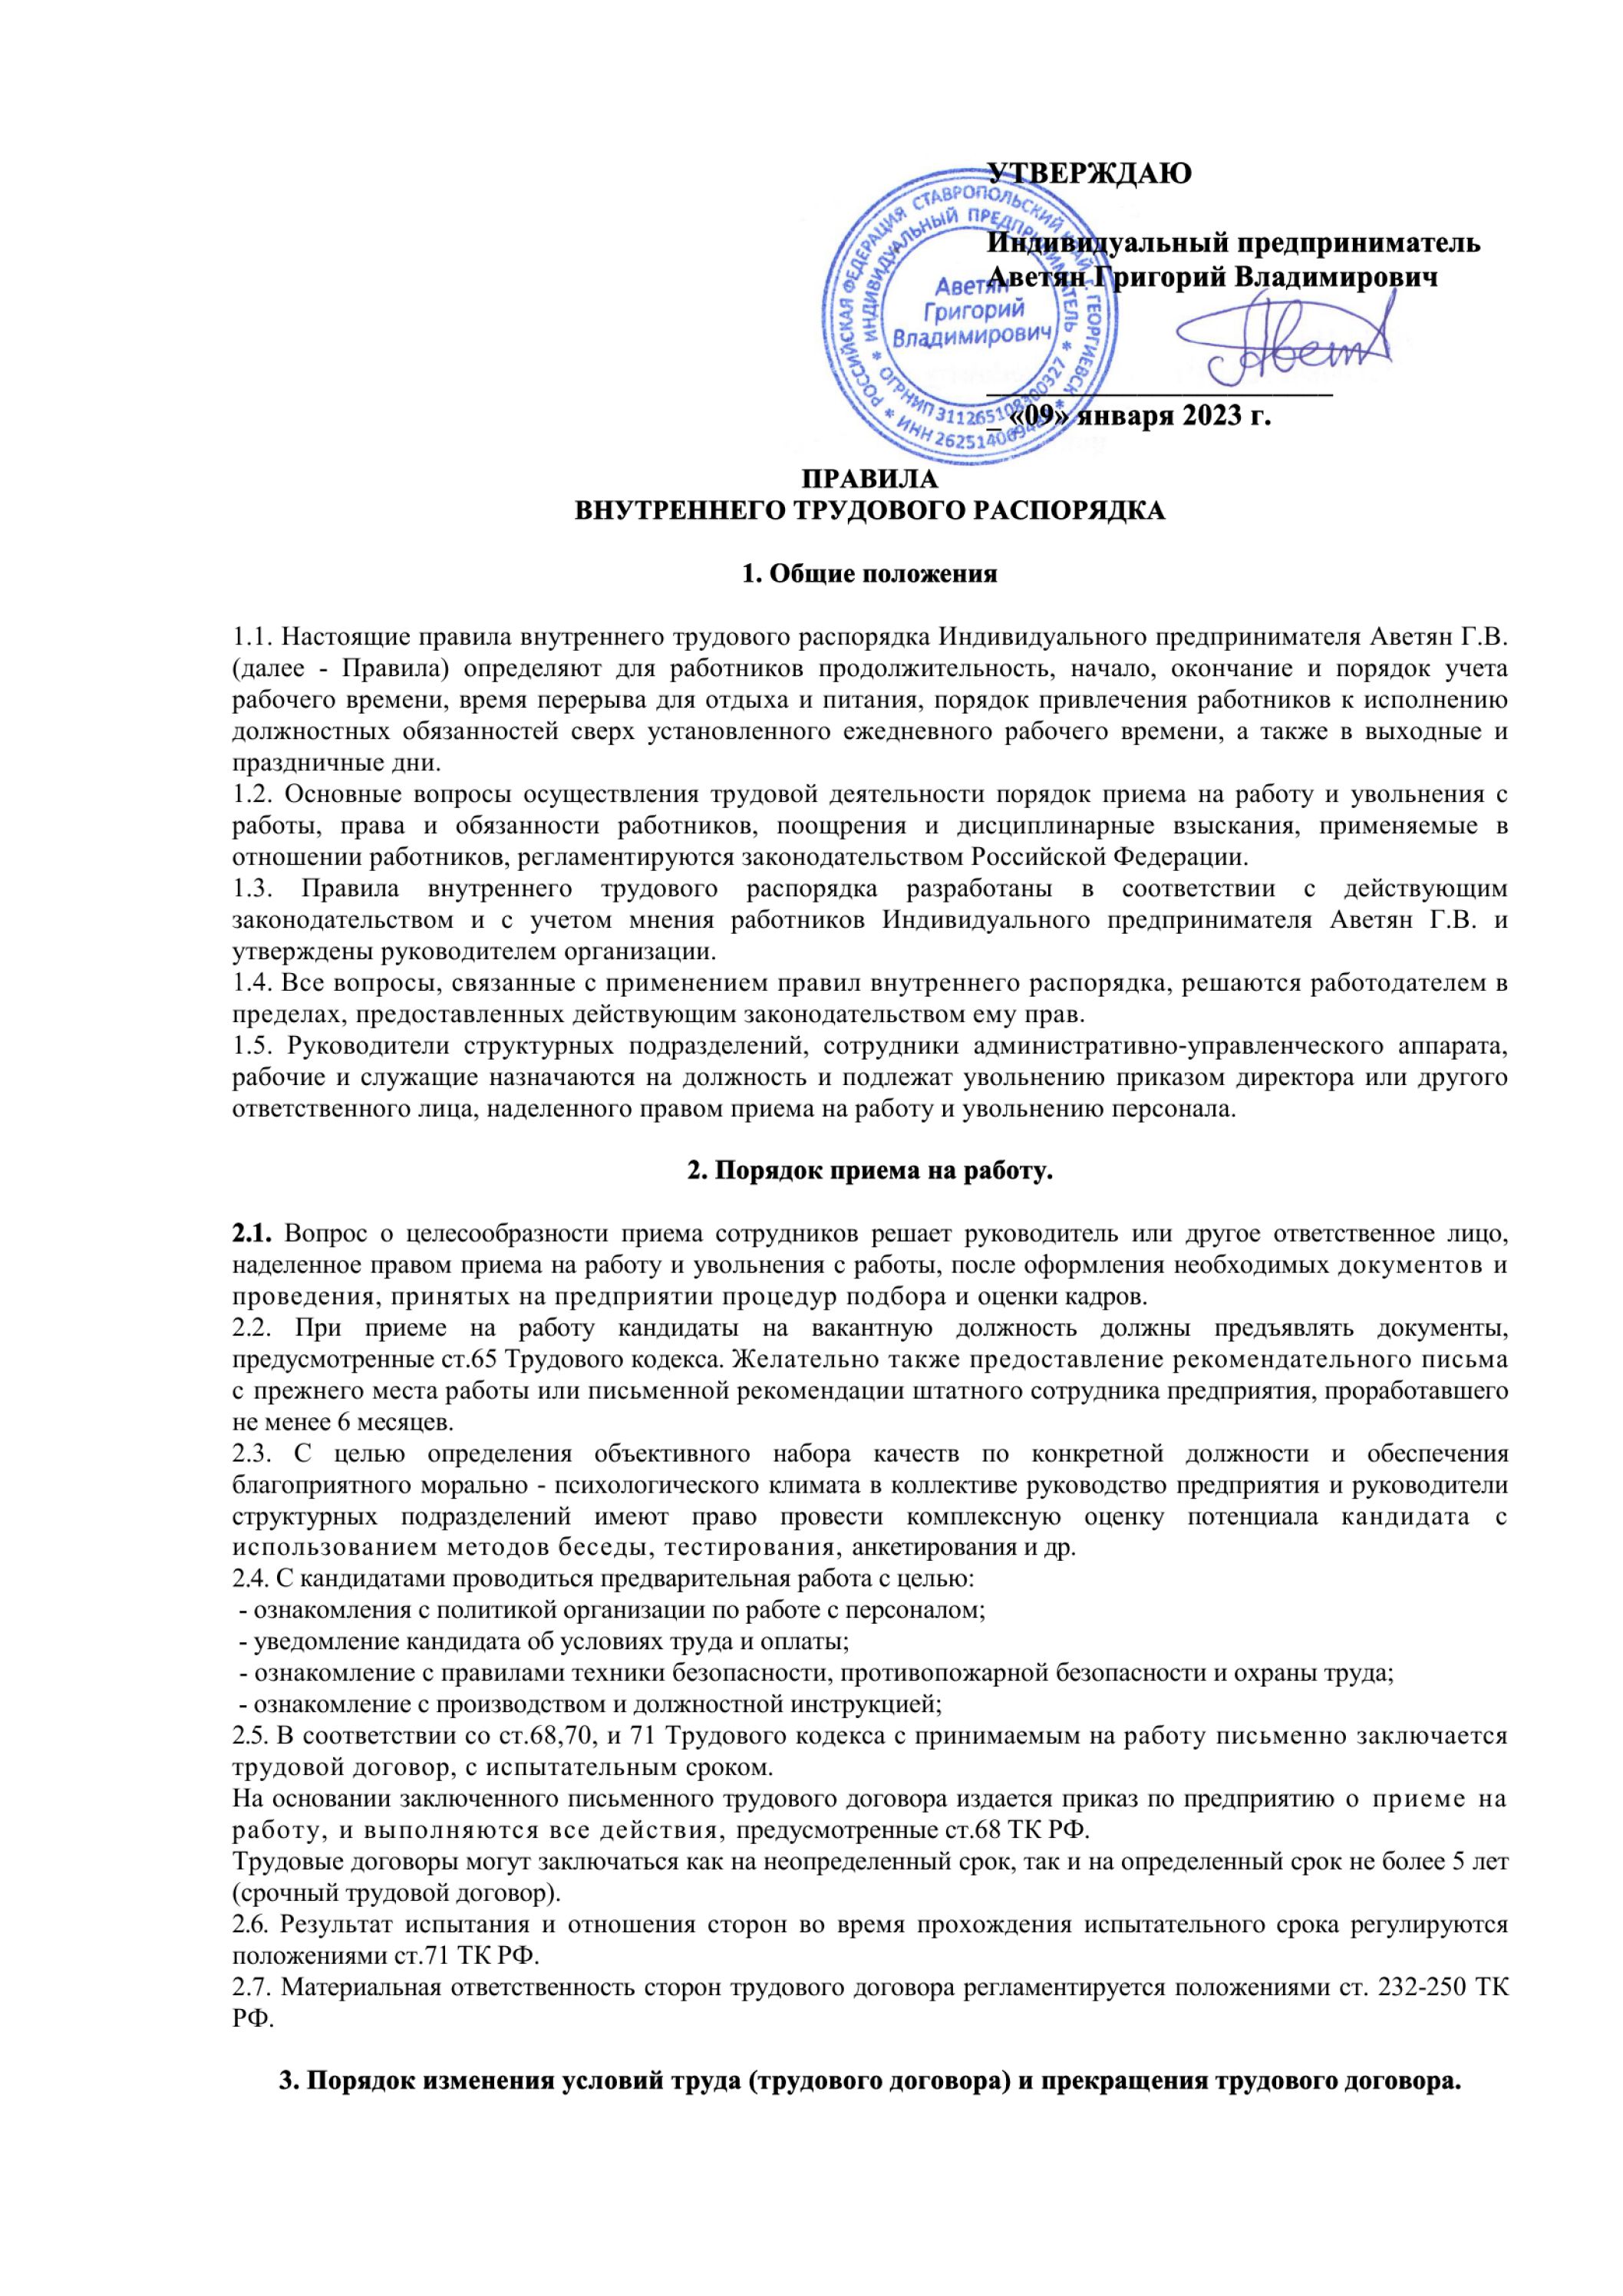 УТВЕРЖДАЮ
Индивидуальный предприниматель
Аветян Григорий Владимирович
РОССИЙСКАЯ ФЕДЕРАЦИЯ СТАВРОПОЛЬСКИЙ КРАЙ г. ГЕОРГИЕВСК
ИНДИВИДУАЛЬНЫЙ ПРЕДПРИНИМАТЕЛЬ
Аветян
Григорий
Владимирович
ОГРНИП 311265108300327
ИНН
_ «09» января 2023 г.
ПРАВИЛА
ВНУТРЕННЕГО ТРУДОВОГО РАСПОРЯДКА
1. Общие положения
1.1. Настоящие правила внутреннего трудового распорядка Индивидуального предпринимателя Аветян Г.В.
(далее - Правила) определяют для работников продолжительность, начало, окончание и порядок учета
рабочего времени, время перерыва для отдыха и питания, порядок привлечения работников к исполнению
должностных обязанностей сверх установленного ежедневного рабочего времени, а также в выходные и
праздничные дни.
1.2. Основные вопросы осуществления трудовой деятельности порядок приема на работу и увольнения с
работы, права и обязанности работников, поощрения и дисциплинарные взыскания, применяемые в
отношении работников, регламентируются законодательством Российской Федерации.
1.3. Правила внутреннего трудового распорядка разработаны в соответствии с действующим
законодательством и с учетом мнения работников Индивидуального предпринимателя Аветян Г.В. и
утверждены руководителем организации.
1.4. Все вопросы, связанные с применением правил внутреннего распорядка, решаются работодателем в
пределах, предоставленных действующим законодательством ему прав.
1.5. Руководители структурных подразделений, сотрудники административно-управленческого аппарата,
рабочие и служащие назначаются на должность и подлежат увольнению приказом директора или другого
ответственного лица, наделенного правом приема на работу и увольнению персонала.
2. Порядок приема на работу.
2.1. Вопрос о целесообразности приема сотрудников решает руководитель или другое ответственное лицо,
наделенное правом приема на работу и увольнения с работы, после оформления необходимых документов и
проведения, принятых на предприятии процедур подбора и оценки кадров.
2.2. При приеме на работу кандидаты на вакантную должность должны предъявлять документы,
предусмотренные ст.65 Трудового кодекса. Желательно также предоставление рекомендательного письма
с прежнего места работы или письменной рекомендации штатного сотрудника предприятия, проработавшего
не менее 6 месяцев.
2.3. С целью определения объективного набора качеств по конкретной должности и обеспечения
благоприятного морально - психологического климата в коллективе руководство предприятия и руководители
структурных подразделений имеют право провести комплексную оценку потенциала кандидата с
использованием методов беседы, тестирования, анкетирования и др.
2.4. С кандидатами проводиться предварительная работа с целью:
- ознакомления с политикой организации по работе с персоналом;
- уведомление кандидата об условиях труда и оплаты;
- ознакомление с правилами техники безопасности, противопожарной безопасности и охраны труда;
- ознакомление с производством и должностной инструкцией;
2.5. В соответствии со ст.68,70, и 71 Трудового кодекса с принимаемым на работу письменно заключается
трудовой договор, с испытательным сроком.
На основании заключенного письменного трудового договора издается приказ по предприятию о приеме на
работу, и выполняются все действия, предусмотренные ст.68 ТК РФ.
Трудовые договоры могут заключаться как на неопределенный срок, так и на определенный срок не более 5 лет
(срочный трудовой договор).
2.6. Результат испытания и отношения сторон во время прохождения испытательного срока регулируются
положениями ст.71 ТК РФ.
2.7. Материальная ответственность сторон трудового договора регламентируется положениями ст. 232-250 ТК
РФ.
3. Порядок изменения условий труда (трудового договора) и прекращения трудового договора.